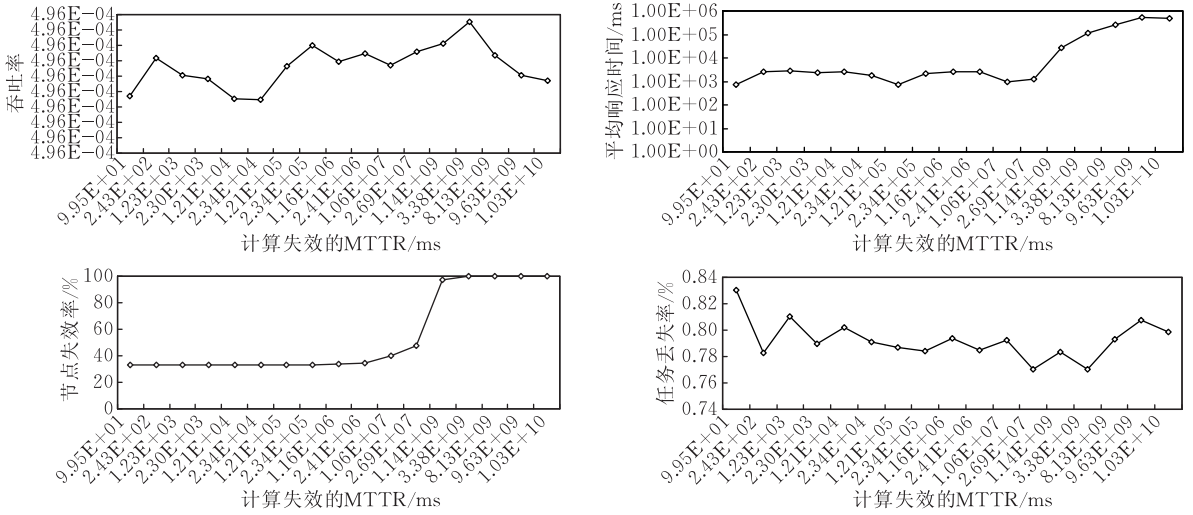 吞吐率
4.96E−04
4.96E−04
4.96E−04
4.96E−04
4.96E−04
4.96E−04
4.96E−04
4.96E−04
4.96E−04
4.96E−04
9.95E+01
2.43E+02
1.23E+03
2.30E+03
1.21E+04
2.34E+04
1.21E+05
2.34E+05
1.16E+06
2.41E+06
1.06E+07
2.69E+07
1.14E+09
3.38E+09
8.13E+09
9.63E+09
1.03E+10
计算失效的MTTR/ms
平均响应时间/ms
1.00E+06
1.00E+05
1.00E+04
1.00E+03
1.00E+02
1.00E+01
1.00E+00
9.95E+01
2.43E+02
1.23E+03
2.30E+03
1.21E+04
2.34E+04
1.21E+05
2.34E+05
1.16E+06
2.41E+06
1.06E+07
2.69E+07
1.14E+09
3.38E+09
8.13E+09
9.63E+09
1.03E+10
计算失效的MTTR/ms
节点失效率/%
100
80
60
40
20
0
9.95E+01
2.43E+02
1.23E+03
2.30E+03
1.21E+04
2.34E+04
1.21E+05
2.34E+05
1.16E+06
2.41E+06
1.06E+07
2.69E+07
1.14E+09
3.38E+09
8.13E+09
9.63E+09
1.03E+10
计算失效的MTTR/ms
任务丢失率/%
0.84
0.82
0.80
0.78
0.76
0.74
9.95E+01
2.43E+02
1.23E+03
2.30E+03
1.21E+04
2.34E+04
1.21E+05
2.34E+05
1.16E+06
2.41E+06
1.06E+07
2.69E+07
1.14E+09
3.38E+09
8.13E+09
9.63E+09
1.03E+10
计算失效的MTTR/ms